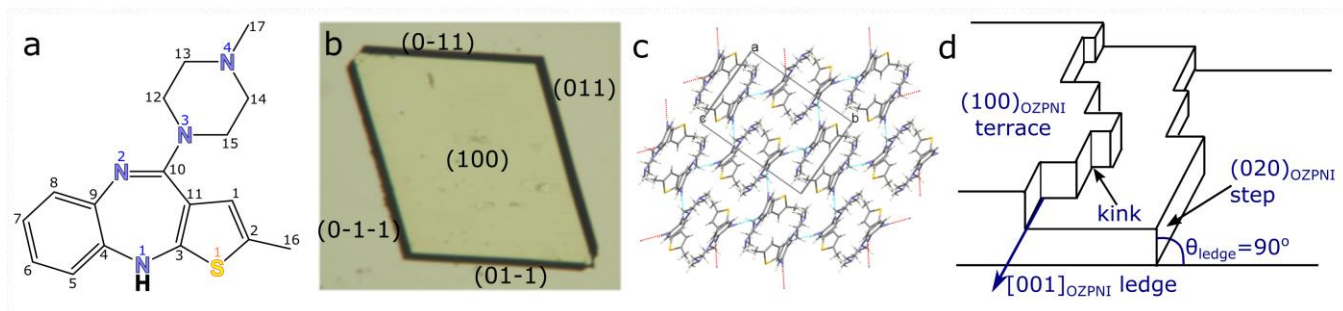 a
17
N
4
13
14
12
15
N
3
N
2
10
8
9
11
1
7
2
16
4
3
6
N
1
S
1
5
H
b
(0-11)
(011)
(100)
(0-1-1)
(01-1)
c
a
c
b
d
(100)OZPNI
terrace
(020)OZPNI
step
kink
θledge=90o
[001]OZPNI ledge